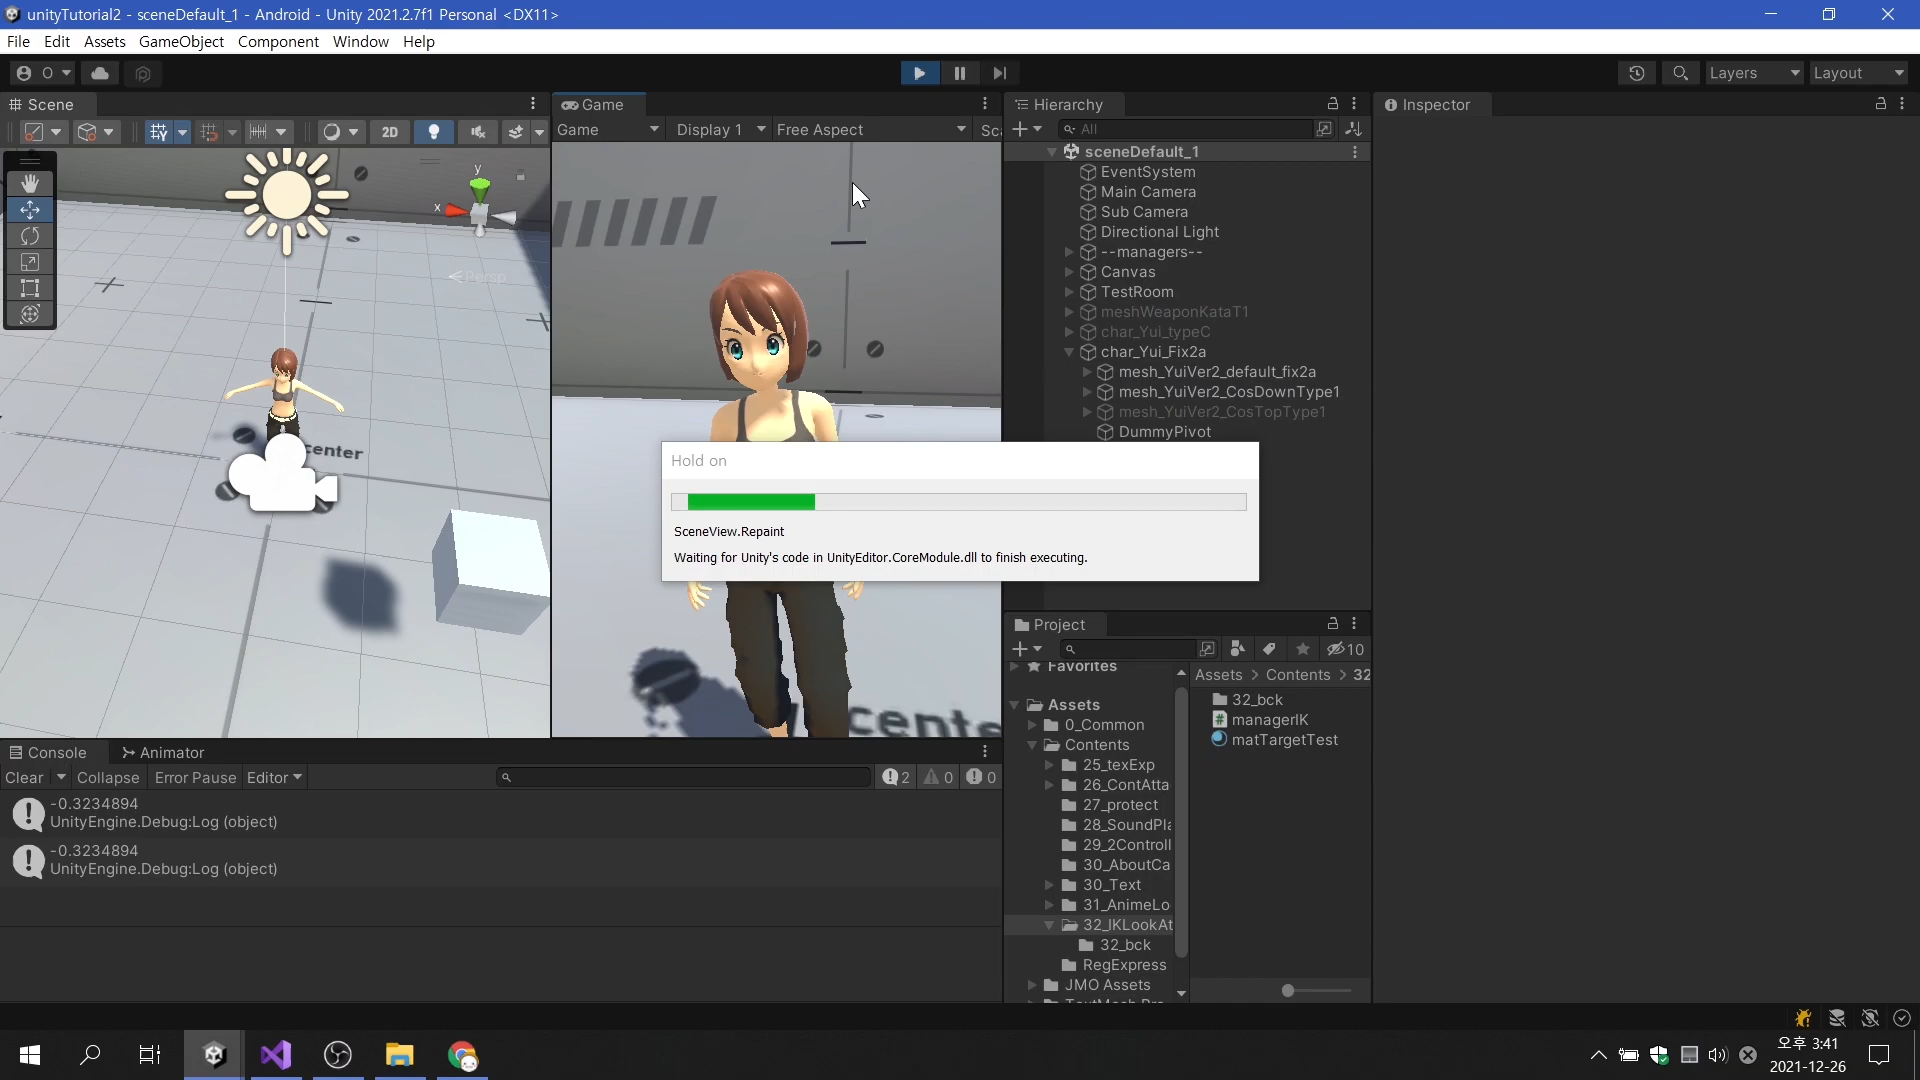 unityTutorial2 - sceneDefault_1 - Android - Unity 2021.2.7f1 Personal <DX11>
File Edit Assets GameObject Component Window Help
O
Layers
Layout
Scene
Game
Hierarchy
Inspector
2D
Game
Display 1
Free Aspect
Sca
All
y
x
Persp
center
center
sceneDefault_1
EventSystem
Main Camera
Sub Camera
Directional Light
--managers--
Canvas
TestRoom
meshWeaponKataT1
char_Yui_typeC
char_Yui_Fix2a
mesh_YuiVer2_default_fix2a
mesh_YuiVer2_CosDownType1
mesh_YuiVer2_CosTopType1
DummyPivot
Hold on
SceneView.Repaint
Waiting for Unity's code in UnityEditor.CoreModule.dll to finish executing.
Project
10
Favorites
Assets
0_Common
Contents
25_texExp
26_ContAtta
27_protect
28_SoundPla
29_2Controll
30_AboutCa
30_Text
31_AnimeLo
32_IKLookAt
32_bck
RegExpress
JMO Assets
Assets > Contents > 32
32_bck
managerIK
matTargetTest
Console
Animator
Clear Collapse Error Pause Editor
2 0 0
-0.3234894
UnityEngine.Debug:Log (object)
-0.3234894
UnityEngine.Debug:Log (object)
오후 3:41
2021-12-26